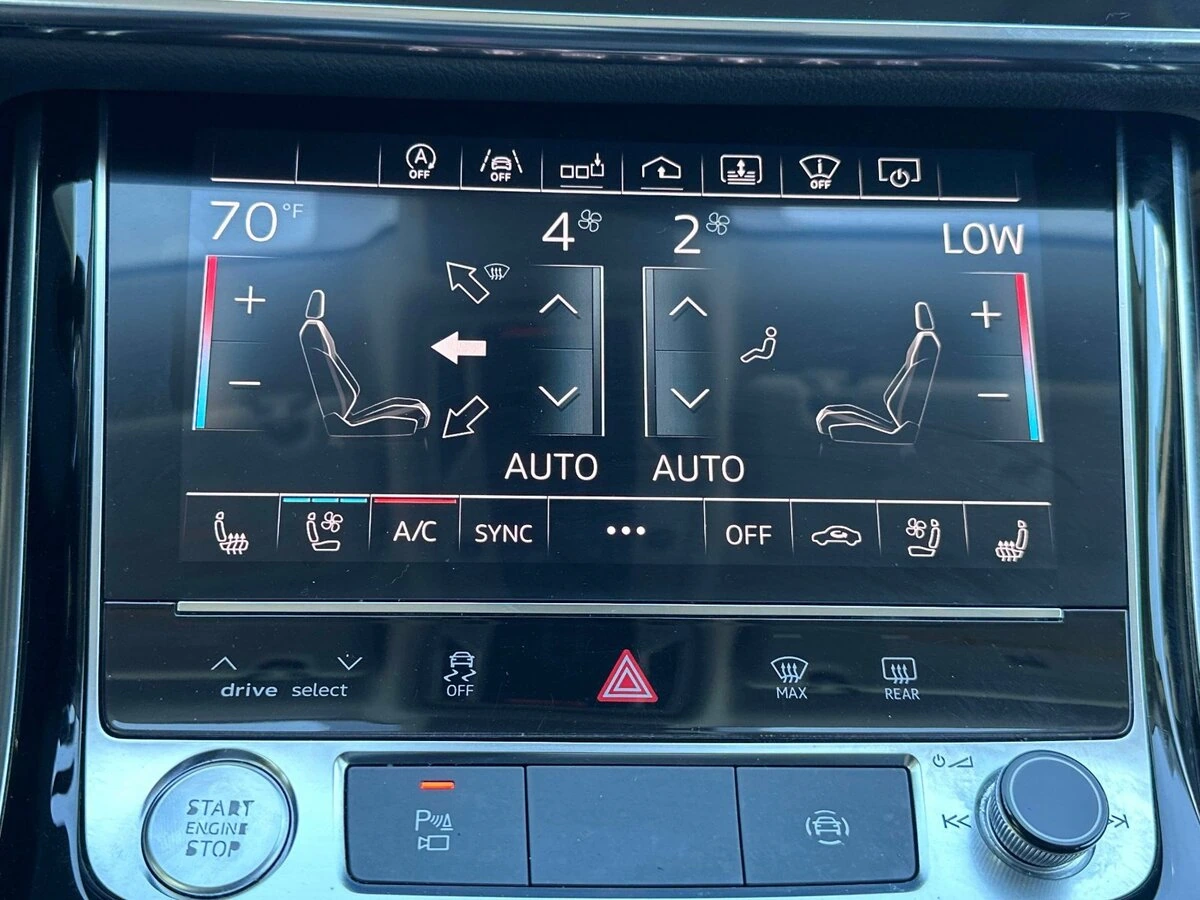 A
OFF
OFF
OFF
70 °F
4
2
LOW
AUTO
AUTO
A/C
SYNC
OFF
drive select
OFF
MAX
REAR
START
ENGINE
STOP
P